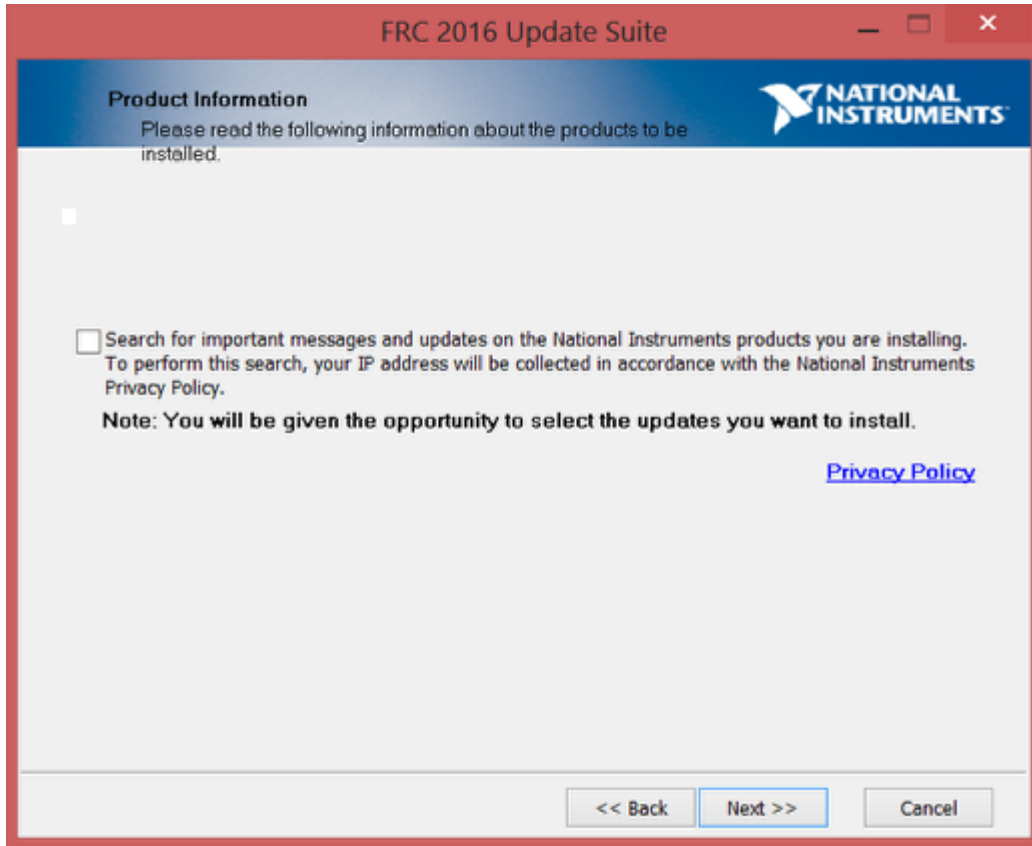 FRC 2016 Update Suite
Product Information
Please read the following information about the products to be
installed.
NATIONAL
INSTRUMENTS
Search for important messages and updates on the National Instruments products you are installing.
To perform this search, your IP address will be collected in accordance with the National Instruments
Privacy Policy.
Note: You will be given the opportunity to select the updates you want to install.
Privacy Policy
<< Back
Next >>
Cancel